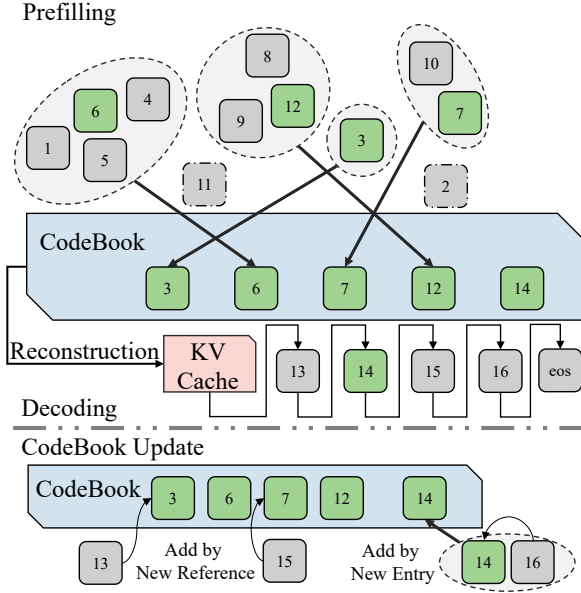 Prefilling
8
10
6
4
12
7
9
1
5
3
11
2
CodeBook
3 6 7 12 14
Reconstruction
KV
Cache
13 14 15 16 eos
Decoding
CodeBook Update
CodeBook
3 6 7 12 14
13
Add by
New Reference
15
Add by
New Entry
14 16